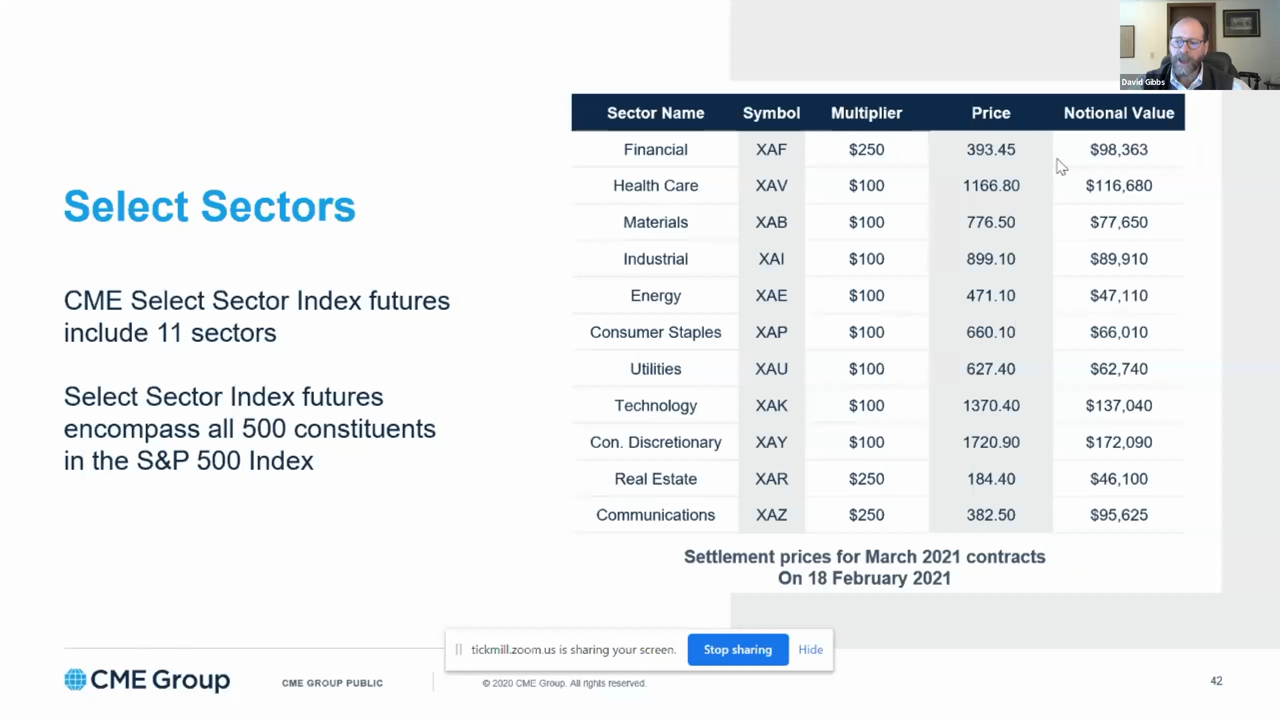 David Gibbs
Select Sectors
CME Select Sector Index futures
include 11 sectors
Select Sector Index futures
encompass all 500 constituents
in the S&P 500 Index
Sector Name Symbol Multiplier Price Notional Value
Financial XAF $250 393.45 $98,363
Health Care XAV $100 1166.80 $116,680
Materials XAB $100 776.50 $77,650
Industrial XAI $100 899.10 $89,910
Energy XAE $100 471.10 $47,110
Consumer Staples XAP $100 660.10 $66,010
Utilities XAU $100 627.40 $62,740
Technology XAK $100 1370.40 $137,040
Con. Discretionary XAY $100 1720.90 $172,090
Real Estate XAR $250 184.40 $46,100
Communications XAZ $250 382.50 $95,625
Settlement prices for March 2021 contracts
On 18 February 2021
tickmill.zoom.us is sharing your screen. Stop sharing Hide
CME Group CME GROUP PUBLIC © 2020 CME Group. All rights reserved. 42